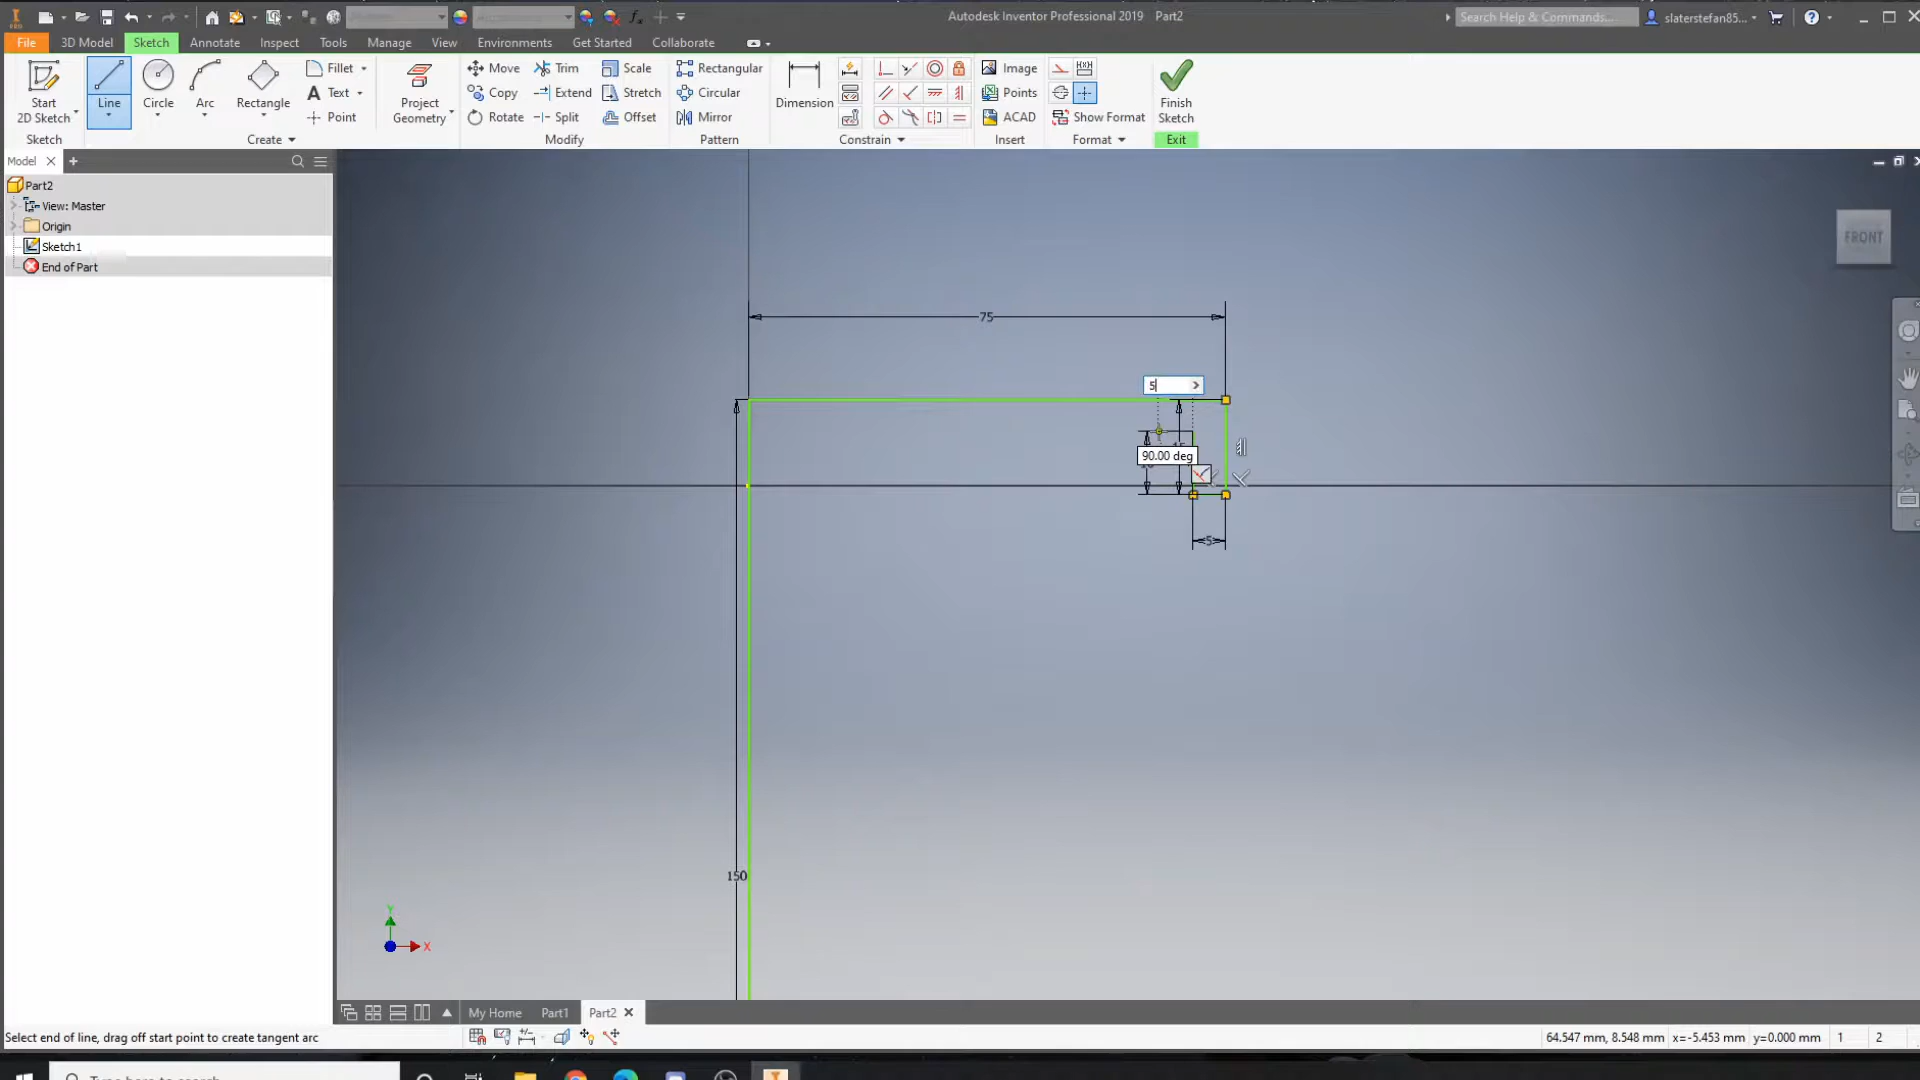 Autodesk Inventor Professional 2019 Part2
Search Help & Commands...
slaterstefan85...
File
3D Model
Sketch
Annotate
Inspect
Tools
Manage
View
Environments
Get Started
Collaborate
Start
2D Sketch
Line
Circle
Arc
Rectangle
Fillet
Text
Point
Project
Geometry
Move
Copy
Rotate
Trim
Extend
Split
Scale
Stretch
Offset
Rectangular
Circular
Mirror
Dimension
Image
Points
ACAD
Show Format
Finish
Sketch
Sketch
Create
Modify
Pattern
Constrain
Insert
Format
Exit
Model
Part2
View: Master
Origin
Sketch1
End of Part
FRONT
75
5
90.00 deg
5
150
Y
X
My Home
Part1
Part2
Select end of line, drag off start point to create tangent arc
64.547 mm, 8.548 mm x=-5.453 mm y=0.000 mm 1 2
Type here to search